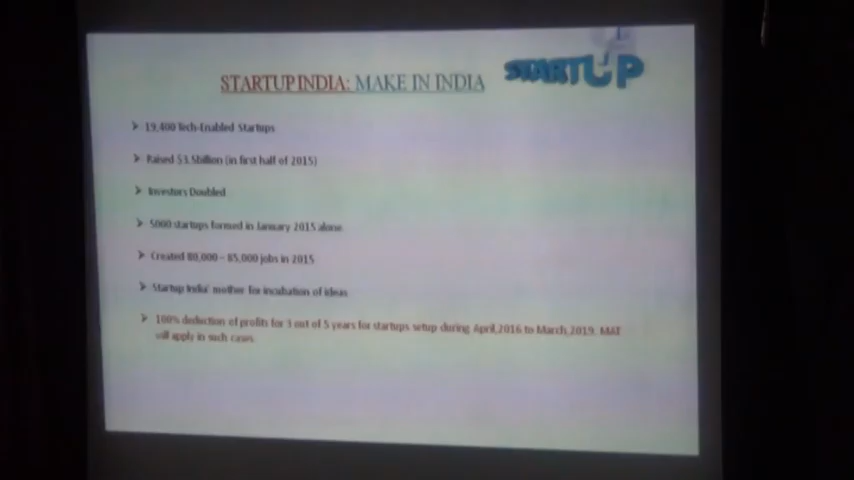 STARTUP INDIA: MAKE IN INDIA
STARTUP
19,400 Tech-Enabled Startups
Raised $3.5billion (in first half of 2015)
Investors Doubled
5000 startups formed in January 2015 alone
Created 80,000 – 85,000 jobs in 2015
Startup India' mother for incubation of ideas
100% deduction of profits for 3 out of 5 years for startups setup during April,2016 to March,2019. MAT
will apply in such cases